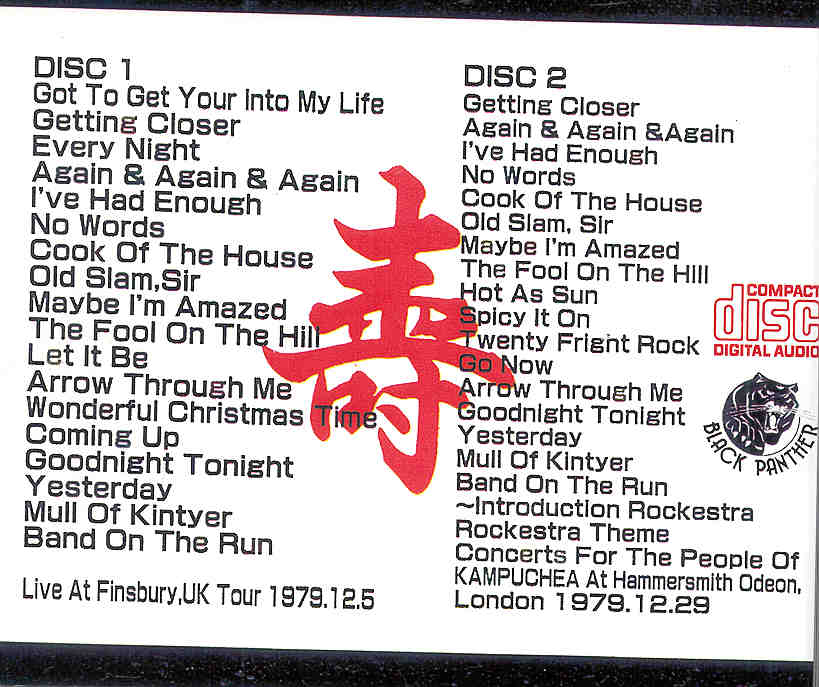 DISC 1
Got To Get Your Into My Life
Getting Closer
Every Night
Again & Again & Again
I've Had Enough
No Words
Cook Of The House
Old Slam,Sir
Maybe I'm Amazed
The Fool On The Hill
Let It Be
Arrow Through Me
Wonderful Christmas Time
Coming Up
Goodnight Tonight
Yesterday
Mull Of Kintyer
Band On The Run
Live At Finsbury,UK Tour 1979.12.5
壽
DISC 2
Getting Closer
Again & Again &Again
I've Had Enough
No Words
Cook Of The House
Old Slam, Sir
Maybe I'm Amazed
The Fool On The Hill
Hot As Sun
Spicy It On
Twenty Fright Rock
Go Now
Arrow Through Me
Goodnight Tonight
Yesterday
Mull Of Kintyer
Band On The Run
~Introduction Rockestra
Rockestra Theme
Concerts For The People Of
KAMPUCHEA At Hammersmith Odeon,
London 1979.12.29
COMPACT
disc
DIGITAL AUDIO
BLACK PANTHER